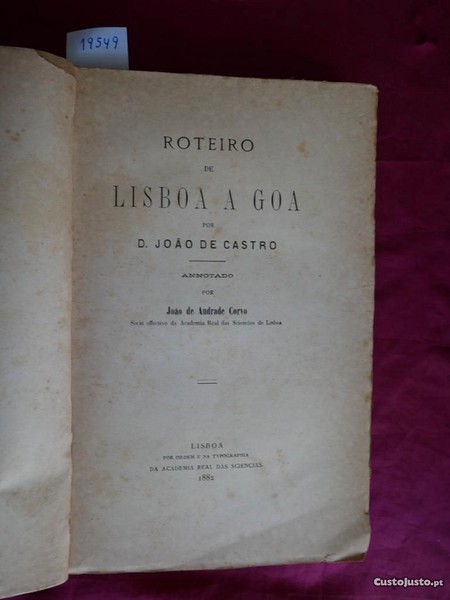 19549
ROTEIRO
DE
LISBOA A GOA
POR
D. JOÃO DE CASTRO
ANNOTADO
POR
João de Andrade Corvo
Socio effectivo da Academia Real das Sciencias de Lisboa
LISBOA
POR ORDEM E NA TYPOGRAPHIA
DA ACADEMIA REAL DAS SCIENCIAS
1882
CustoJusto.pt